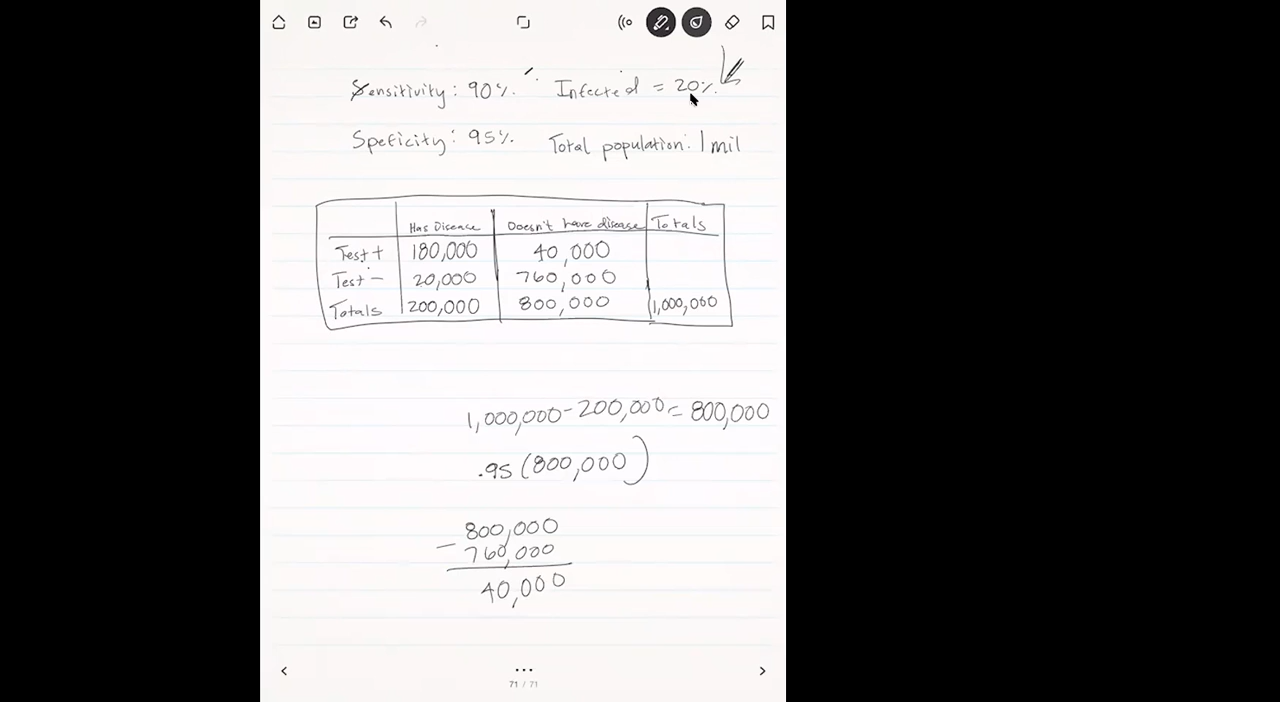 Sensitivity: 90% Infected = 20%
Speficity: 95% Total population: 1 mil
Has Disease Doesn't have disease Totals
Test + 180,000 40,000
Test - 20,000 760,000
Totals 200,000 800,000 1,000,000
1,000,000 - 200,000 = 800,000
.95 (800,000)
800,000
- 760,000
40,000
71 / 71